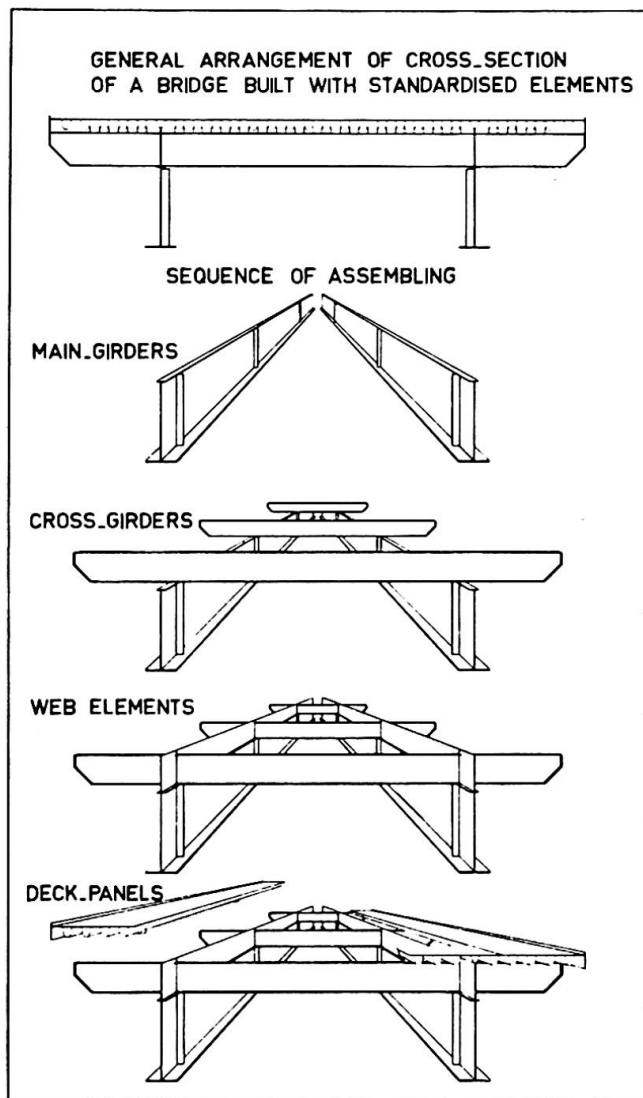 GENERAL ARRANGEMENT OF CROSS_SECTION
OF A BRIDGE BUILT WITH STANDARDISED ELEMENTS
SEQUENCE OF ASSEMBLING
MAIN_GIRDERS
CROSS_GIRDERS
WEB ELEMENTS
DECK_PANELS